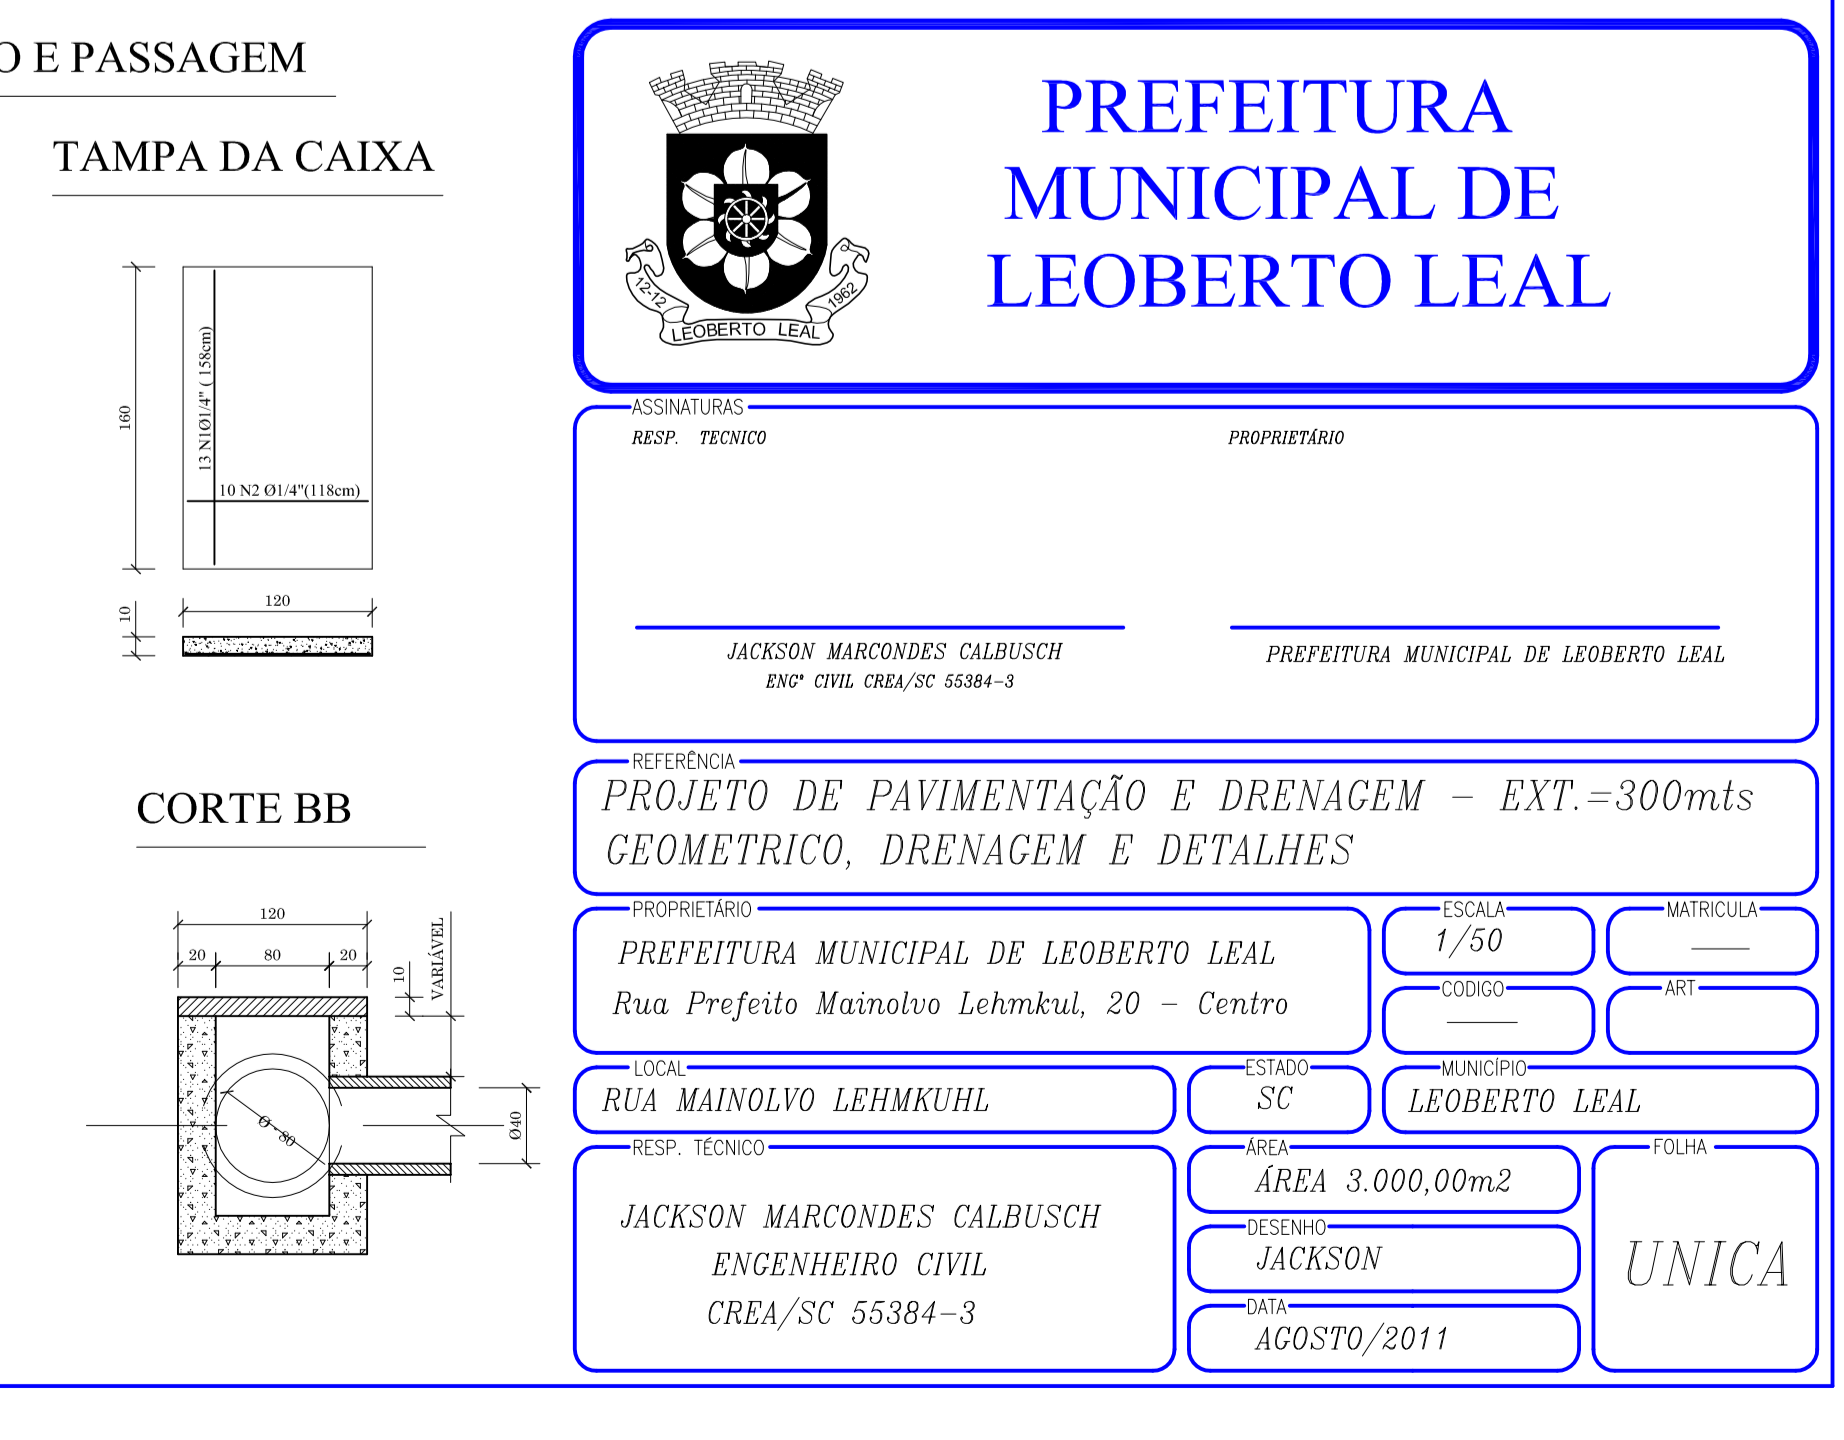 O E PASSAGEM
TAMPA DA CAIXA
160
13 N1Ø1/4" ( 158cm)
10 N2 Ø1/4"(118cm)
120
10
CORTE BB
120
20
80
20
10
VARIÁVEL
Ø - 80
Ø40
PREFEITURA
MUNICIPAL DE
LEOBERTO LEAL
12-12
LEOBERTO LEAL
1962
ASSINATURAS
RESP. TECNICO
PROPRIETÁRIO
JACKSON MARCONDES CALBUSCH
ENGº CIVIL CREA/SC 55384-3
PREFEITURA MUNICIPAL DE LEOBERTO LEAL
REFERÊNCIA
PROJETO DE PAVIMENTAÇÃO E DRENAGEM - EXT.=300mts
GEOMETRICO, DRENAGEM E DETALHES
PROPRIETÁRIO
PREFEITURA MUNICIPAL DE LEOBERTO LEAL
Rua Prefeito Mainolvo Lehmkul, 20 - Centro
ESCALA
1/50
MATRICULA
CODIGO
ART
LOCAL
RUA MAINOLVO LEHMKUHL
ESTADO
SC
MUNICÍPIO
LEOBERTO LEAL
RESP. TÉCNICO
JACKSON MARCONDES CALBUSCH
ENGENHEIRO CIVIL
CREA/SC 55384-3
ÁREA
ÁREA 3.000,00m2
DESENHO
JACKSON
DATA
AGOSTO/2011
FOLHA
UNICA